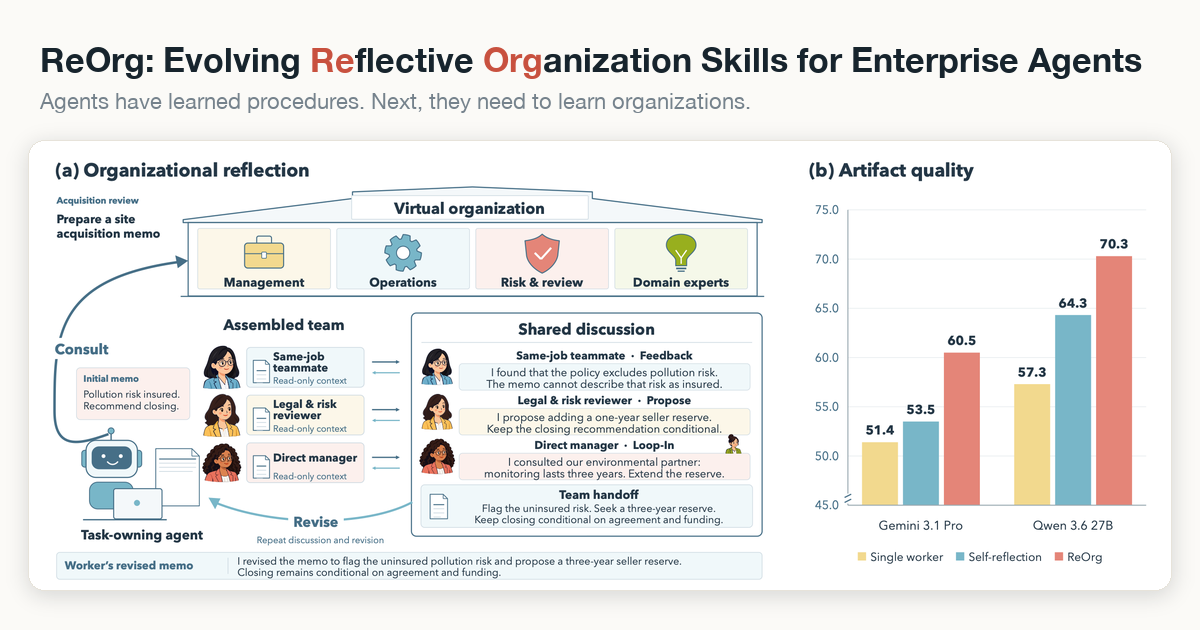 ReOrg: Evolving Reflective Organization Skills for Enterprise Agents
Agents have learned procedures. Next, they need to learn organizations.
(a) Organizational reflection
Acquisition review
Prepare a site
acquisition memo
Virtual organization
Management
Operations
Risk & review
Domain experts
Consult
Initial memo
Pollution risk insured.
Recommend closing.
Task-owning agent
Assembled team
Same-job
teammate
Read-only context
Legal & risk
reviewer
Read-only context
Direct manager
Read-only context
Shared discussion
Same-job teammate · Feedback
I found that the policy excludes pollution risk.
The memo cannot describe that risk as insured.
Legal & risk reviewer · Propose
I propose adding a one-year seller reserve.
Keep the closing recommendation conditional.
Direct manager · Loop-In
I consulted our environmental partner:
monitoring lasts three years. Extend the reserve.
Team handoff
Flag the uninsured risk. Seek a three-year reserve.
Keep closing conditional on agreement and funding.
Revise
Repeat discussion and revision
Worker's revised memo
I revised the memo to flag the uninsured pollution risk and propose a three-year seller reserve.
Closing remains conditional on agreement and funding.
(b) Artifact quality
75.0
70.0
65.0
60.0
55.0
50.0
45.0
51.4
53.5
60.5
57.3
64.3
70.3
Gemini 3.1 Pro
Qwen 3.6 27B
Single worker
Self-reflection
ReOrg